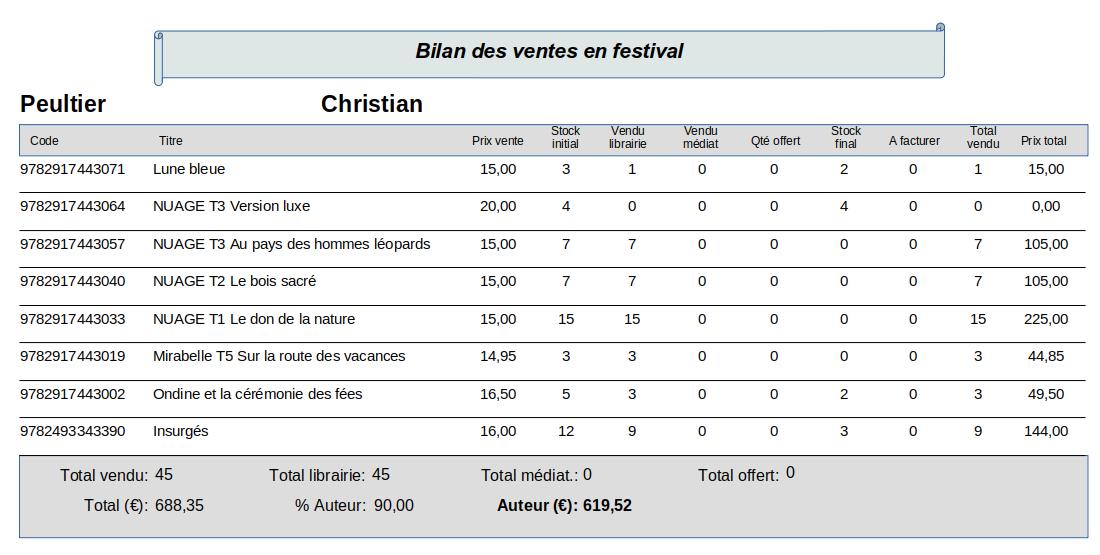 Bilan des ventes en festival
Peultier Christian
Code Titre Prix vente Stock initial Vendu librairie Vendu médiat Qté offert Stock final A facturer Total vendu Prix total
9782917443071 Lune bleue 15,00 3 1 0 0 2 0 1 15,00
9782917443064 NUAGE T3 Version luxe 20,00 4 0 0 0 4 0 0 0,00
9782917443057 NUAGE T3 Au pays des hommes léopards 15,00 7 7 0 0 0 0 7 105,00
9782917443040 NUAGE T2 Le bois sacré 15,00 7 7 0 0 0 0 7 105,00
9782917443033 NUAGE T1 Le don de la nature 15,00 15 15 0 0 0 0 15 225,00
9782917443019 Mirabelle T5 Sur la route des vacances 14,95 3 3 0 0 0 0 3 44,85
9782917443002 Ondine et la cérémonie des fées 16,50 5 3 0 0 2 0 3 49,50
9782493343390 Insurgés 16,00 12 9 0 0 3 0 9 144,00
Total vendu: 45 Total librairie: 45 Total médiat.: 0 Total offert: 0
Total (€): 688,35 % Auteur: 90,00 Auteur (€): 619,52